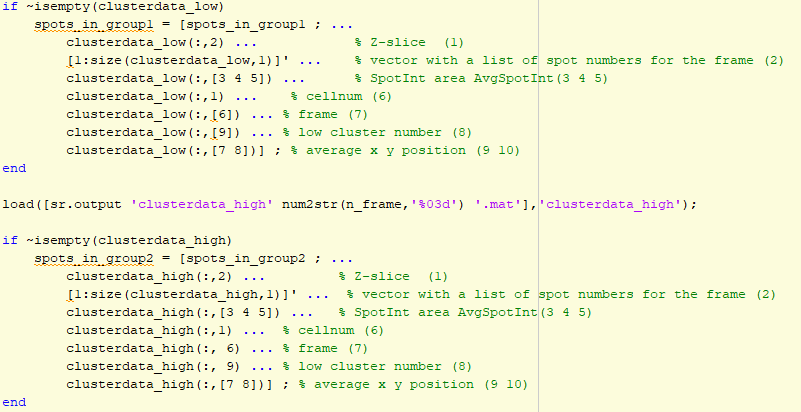 if ~isempty(clusterdata_low)
    spots_in_group1 = [spots_in_group1 ; ...
        clusterdata_low(:,2) ...            % Z-slice  (1)
        [1:size(clusterdata_low,1)]' ...    % vector with a list of spot numbers for the frame (2)
        clusterdata_low(:,[3 4 5]) ...      % SpotInt area AvgSpotInt(3 4 5)
        clusterdata_low(:,1) ...    % cellnum (6)
        clusterdata_low(:,[6]) ... % frame (7)
        clusterdata_low(:,[9]) ... % low cluster number (8)
        clusterdata_low(:,[7 8])] ; % average x y position (9 10)
end
load([sr.output 'clusterdata_high' num2str(n_frame,'%03d') '.mat'],'clusterdata_high');
if ~isempty(clusterdata_high)
    spots_in_group2 = [spots_in_group2 ; ...
        clusterdata_high(:,2) ...         % Z-slice  (1)
        [1:size(clusterdata_high,1)]' ...  % vector with a list of spot numbers for the frame (2)
        clusterdata_high(:,[3 4 5]) ...   % SpotInt area AvgSpotInt(3 4 5)
        clusterdata_high(:,1) ...  % cellnum (6)
        clusterdata_high(:, 6) ... % frame (7)
        clusterdata_high(:, 9) ... % low cluster number (8)
        clusterdata_high(:,[7 8])] ; % average x y position (9 10)
end